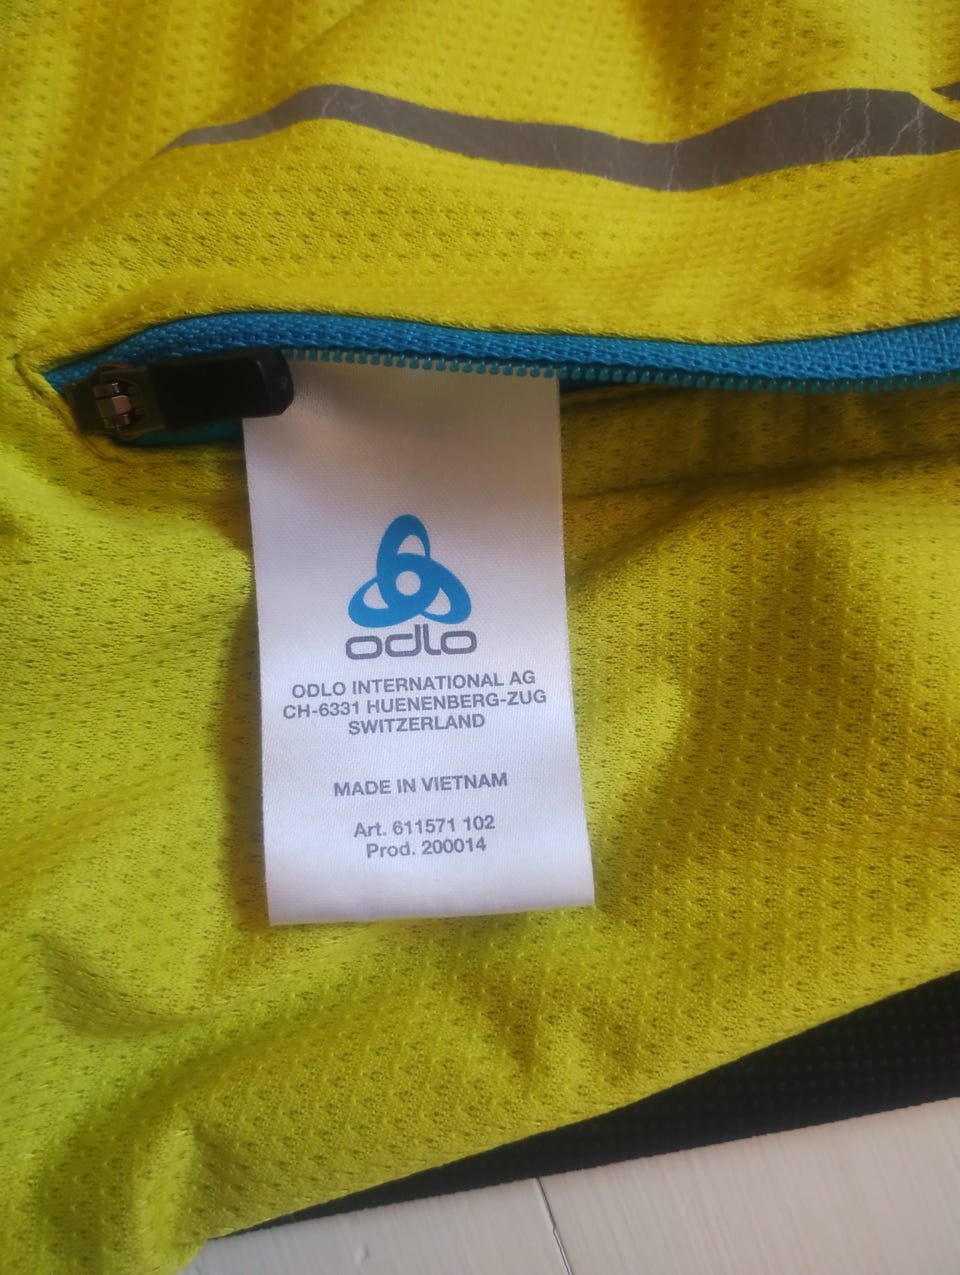 odlo
ODLO INTERNATIONAL AG
CH-6331 HUENENBERG-ZUG
SWITZERLAND
MADE IN VIETNAM
Art. 611571 102
Prod. 200014